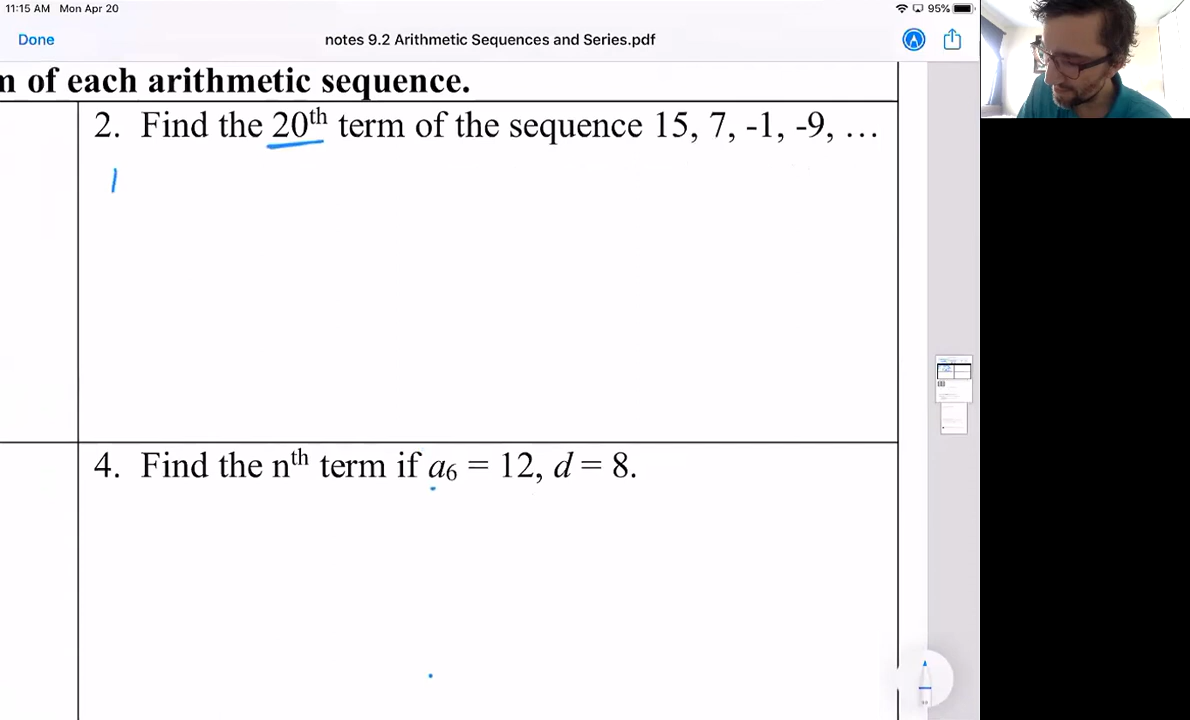 11:15 AM Mon Apr 20
95%
Done
notes 9.2 Arithmetic Sequences and Series.pdf
n of each arithmetic sequence.
2. Find the 20th term of the sequence 15, 7, -1, -9, …
4. Find the nth term if a6 = 12, d = 8.